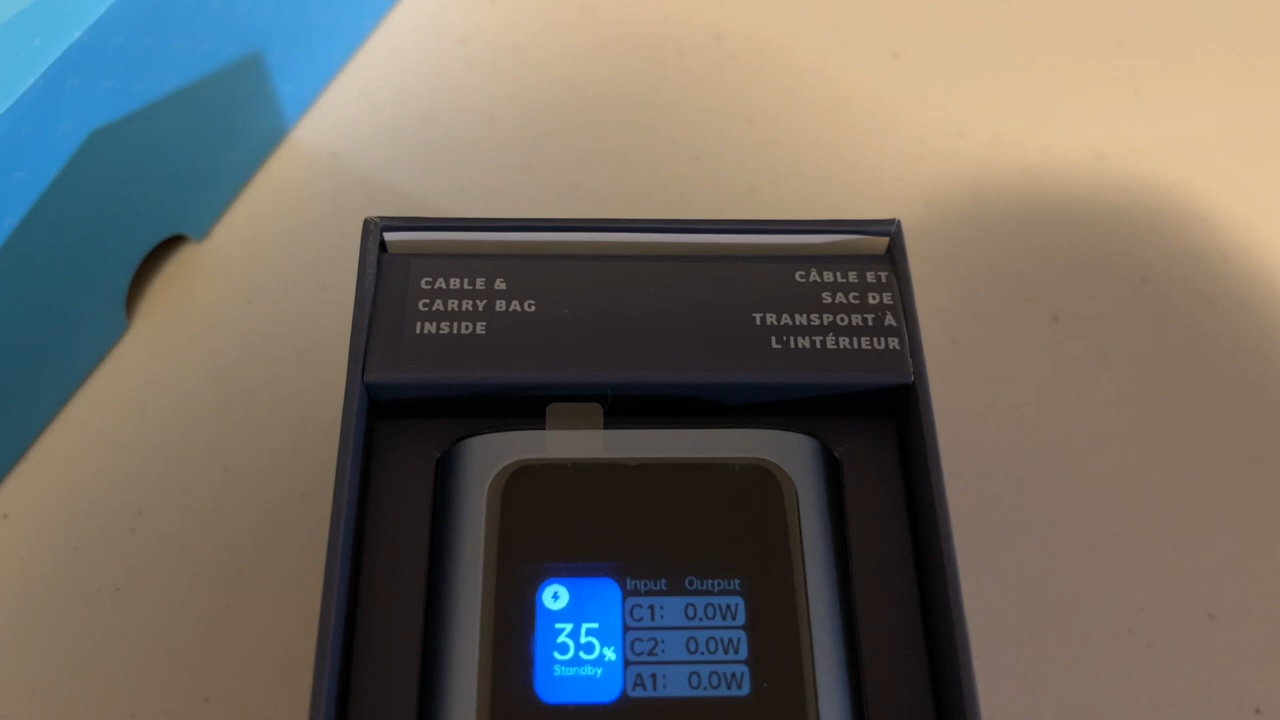 CABLE &
CARRY BAG
INSIDE
CÂBLE ET
SAC DE
TRANSPORT À
L'INTÉRIEUR
Input Output
35%
Standby
C1: 0.0W
C2: 0.0W
A1: 0.0W